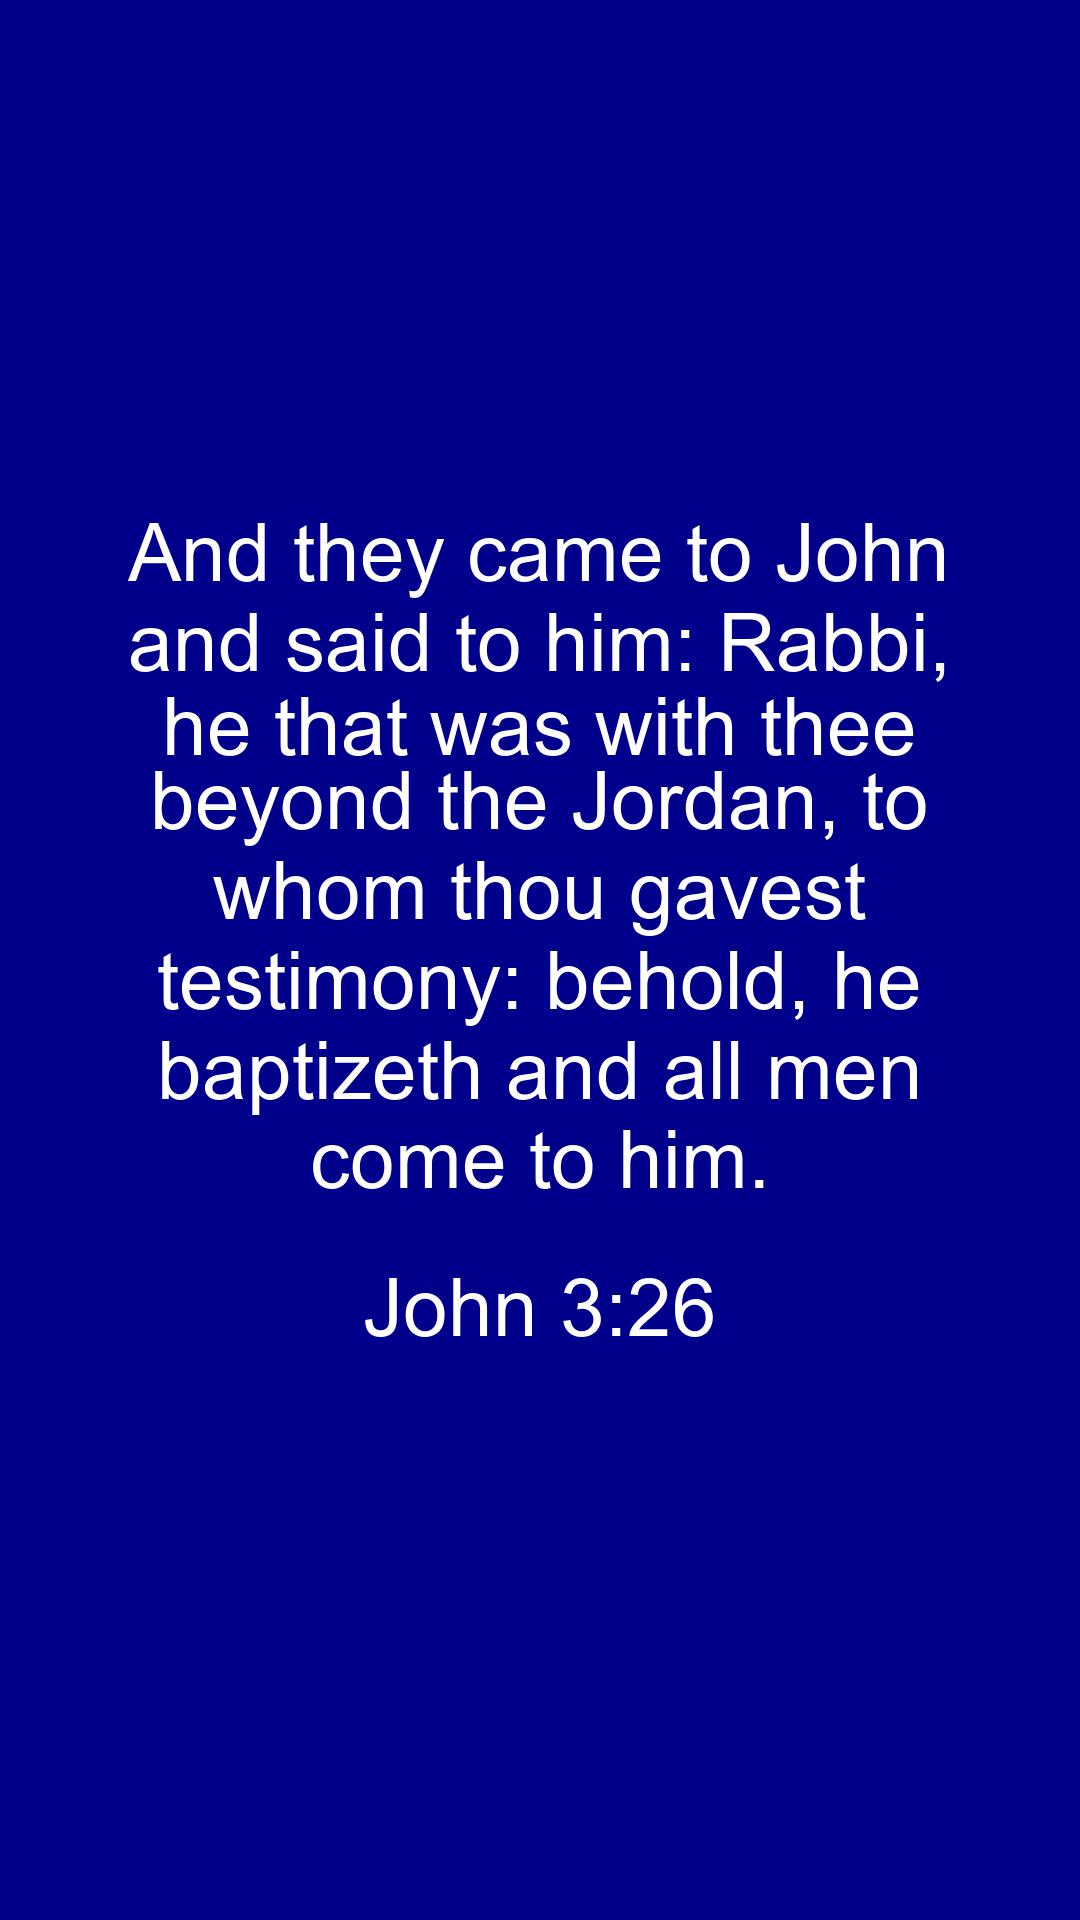 And they came to John
and said to him: Rabbi,
he that was with thee
beyond the Jordan, to
whom thou gavest
testimony: behold, he
baptizeth and all men
come to him.
John 3:26